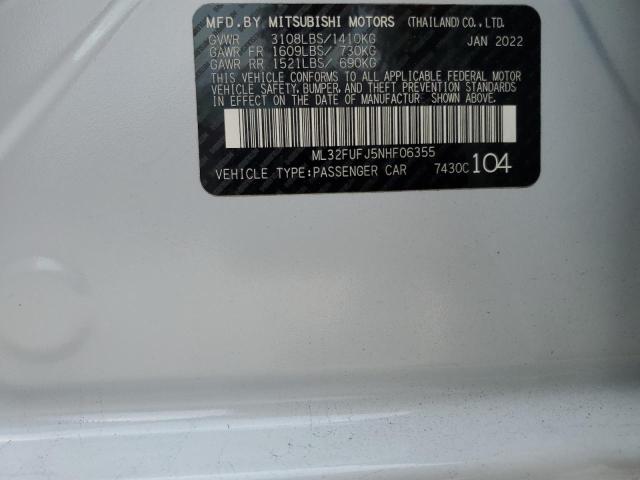 MFD.BY MITSUBISHI MOTORS (THAILAND) CO., LTD.
GVWR 3108LBS/1410KG JAN 2022
GAWR FR 1609LBS/ 730KG
GAWR RR 1521LBS/ 690KG
THIS VEHICLE CONFORMS TO ALL APPLICABLE FEDERAL MOTOR
VEHICLE SAFETY, BUMPER, AND THEFT PREVENTION STANDARDS
IN EFFECT ON THE DATE OF MANUFACTURE SHOWN ABOVE.
ML32FUFJ5NHF06355
VEHICLE TYPE:PASSENGER CAR 7430C 104